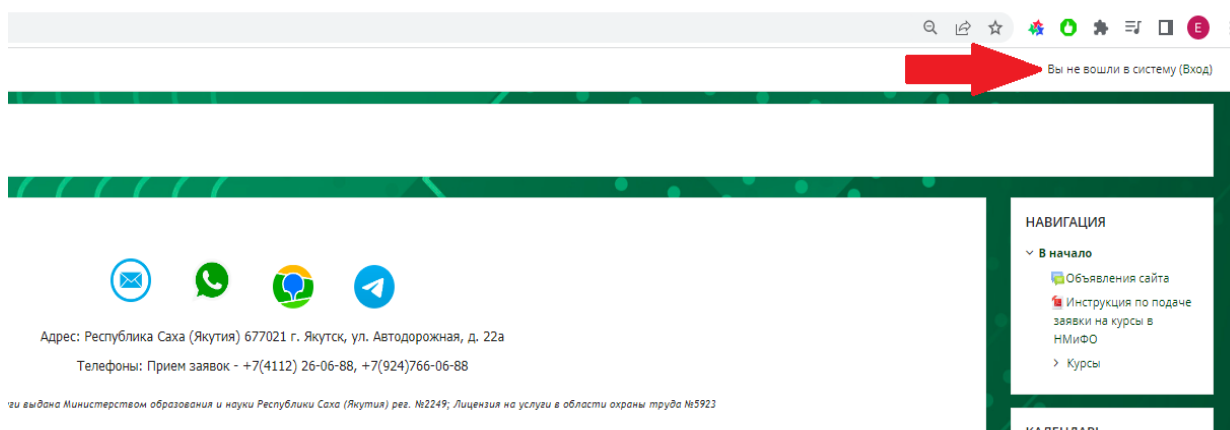 E
Вы не вошли в систему (Вход)
НАВИГАЦИЯ
В начало
Объявления сайта
Инструкция по подаче
заявки на курсы в
НМиФО
Курсы
Адрес: Республика Саха (Якутия) 677021 г. Якутск, ул. Автодорожная, д. 22а
Телефоны: Прием заявок - +7(4112) 26-06-88, +7(924)766-06-88
ги выдана Министерством образования и науки Республики Саха (Якутия) рег. №2249; Лицензия на услуги в области охраны труда №5923